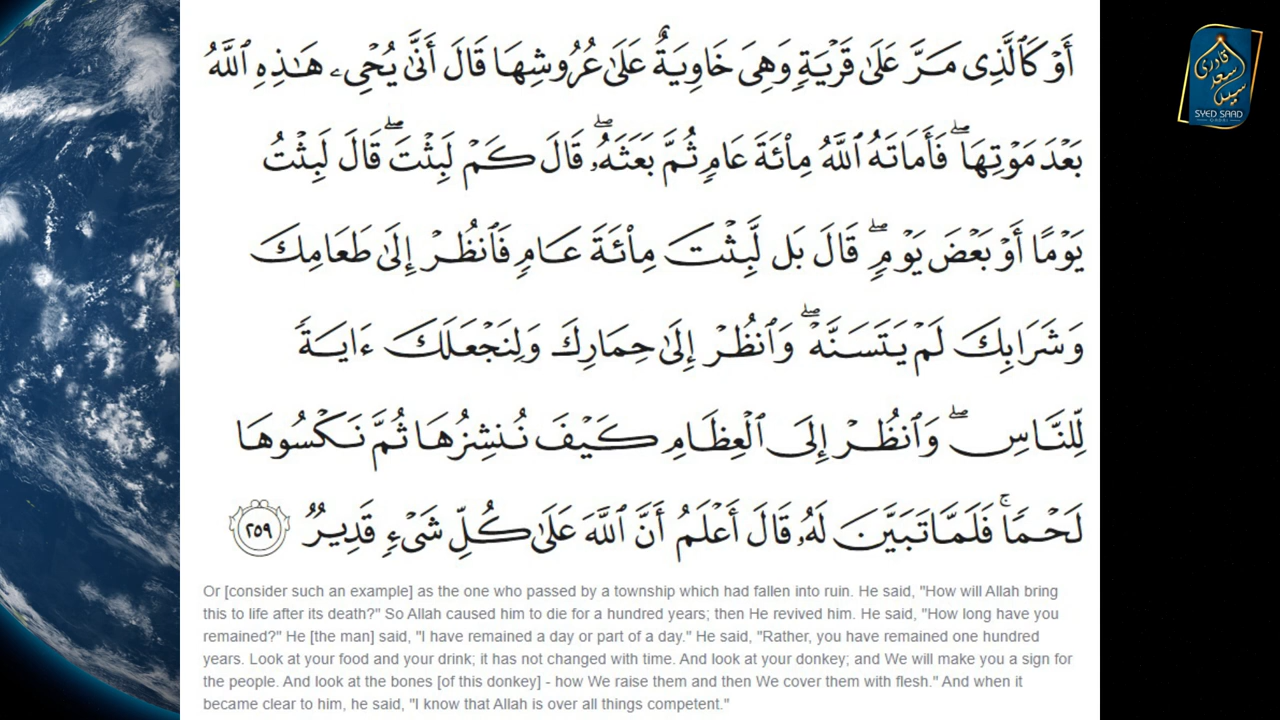 أَوْ كَٱلَّذِى مَرَّ عَلَىٰ قَرْيَةٍ وَهِىَ خَاوِيَةٌ عَلَىٰ عُرُوشِهَا قَالَ أَنَّىٰ يُحْىِۦ هَـٰذِهِ ٱللَّهُ
بَعْدَ مَوْتِهَا ۖ فَأَمَاتَهُ ٱللَّهُ مِا۟ئَةَ عَامٍ ثُمَّ بَعَثَهُۥ ۖ قَالَ كَمْ لَبِثْتَ ۖ قَالَ لَبِثْتُ
يَوْمًا أَوْ بَعْضَ يَوْمٍ ۖ قَالَ بَل لَّبِثْتَ مِا۟ئَةَ عَامٍ فَٱنظُرْ إِلَىٰ طَعَامِكَ
وَشَرَابِكَ لَمْ يَتَسَنَّهْ ۖ وَٱنظُرْ إِلَىٰ حِمَارِكَ وَلِنَجْعَلَكَ ءَايَةً
لِّلنَّاسِ ۖ وَٱنظُرْ إِلَى ٱلْعِظَامِ كَيْفَ نُنشِزُهَا ثُمَّ نَكْسُوهَا
لَحْمًا ۚ فَلَمَّا تَبَيَّنَ لَهُۥ قَالَ أَعْلَمُ أَنَّ ٱللَّهَ عَلَىٰ كُلِّ شَىْءٍ قَدِيرٌ ٢٥٩
Or [consider such an example] as the one who passed by a township which had fallen into ruin. He said, "How will Allah bring
this to life after its death?" So Allah caused him to die for a hundred years; then He revived him. He said, "How long have you
remained?" He [the man] said, "I have remained a day or part of a day." He said, "Rather, you have remained one hundred
years. Look at your food and your drink; it has not changed with time. And look at your donkey; and We will make you a sign for
the people. And look at the bones [of this donkey] - how We raise them and then We cover them with flesh." And when it
became clear to him, he said, "I know that Allah is over all things competent."
سید سعد قادری
SYED SAAD
QADRI